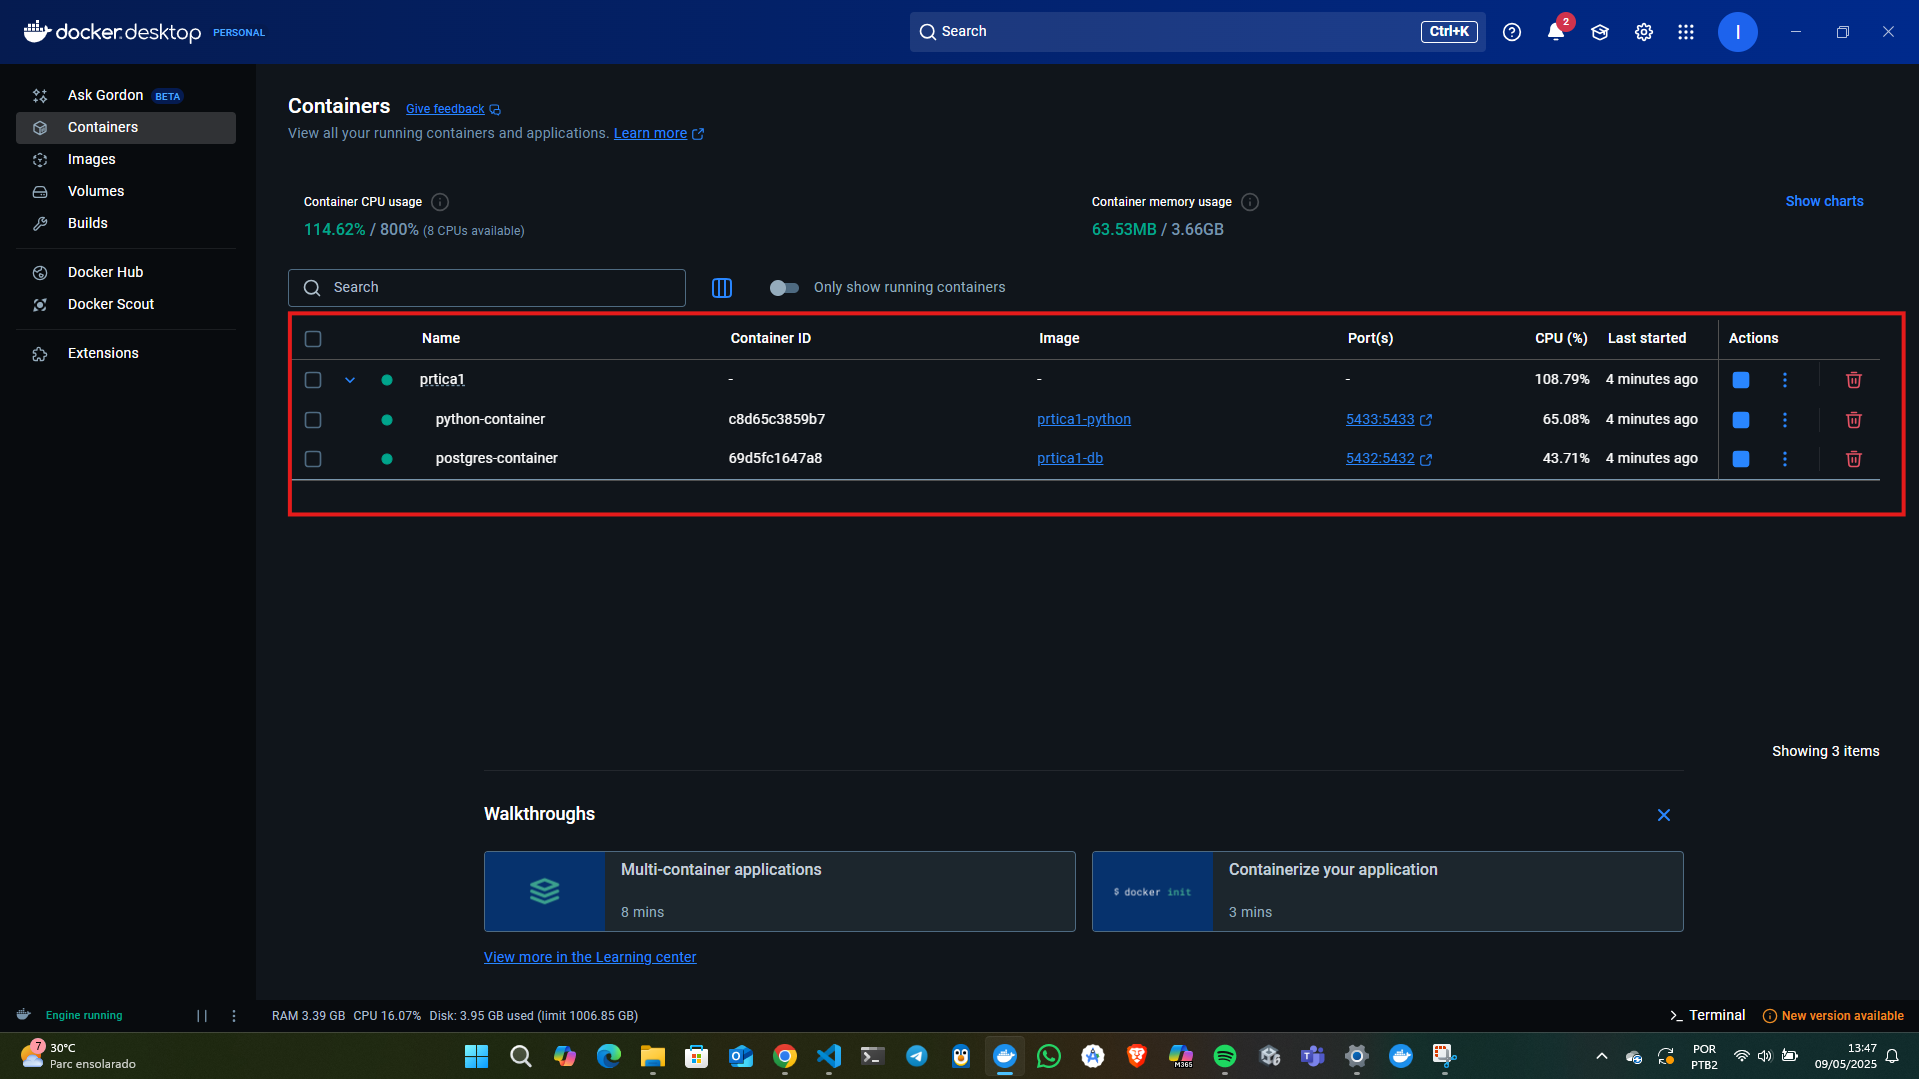 docker.desktop PERSONAL
Search Ctrl+K
2
I
Ask Gordon BETA
Containers
Images
Volumes
Builds
Docker Hub
Docker Scout
Extensions
Containers Give feedback
View all your running containers and applications. Learn more
Container CPU usage
114.62% / 800% (8 CPUs available)
Container memory usage
63.53MB / 3.66GB
Show charts
Search
Only show running containers
Name Container ID Image Port(s) CPU (%) Last started Actions
prtica1 - - - 108.79% 4 minutes ago
python-container c8d65c3859b7 prtica1-python 5433:5433 65.08% 4 minutes ago
postgres-container 69d5fc1647a8 prtica1-db 5432:5432 43.71% 4 minutes ago
Showing 3 items
Walkthroughs
Multi-container applications
8 mins
$ docker init
Containerize your application
3 mins
View more in the Learning center
Engine running
RAM 3.39 GB CPU 16.07% Disk: 3.95 GB used (limit 1006.85 GB)
>_ Terminal
New version available
7
30°C
Parc ensolarado
M365
POR
PTB2
13:47
09/05/2025